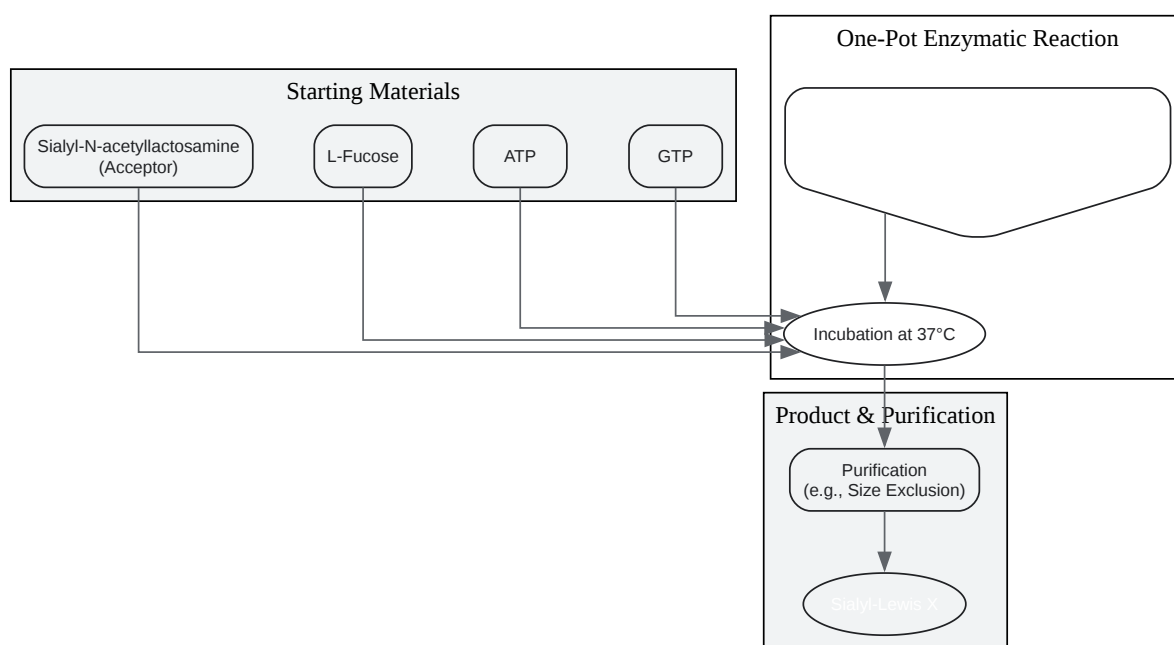 One-Pot Enzymatic Reaction
Starting Materials
Sialyl-N-acetyllactosamine
(Acceptor)
L-Fucose
ATP
GTP
Incubation at 37°C
Product & Purification
Purification
(e.g., Size Exclusion)
Sialyl-Lewis X